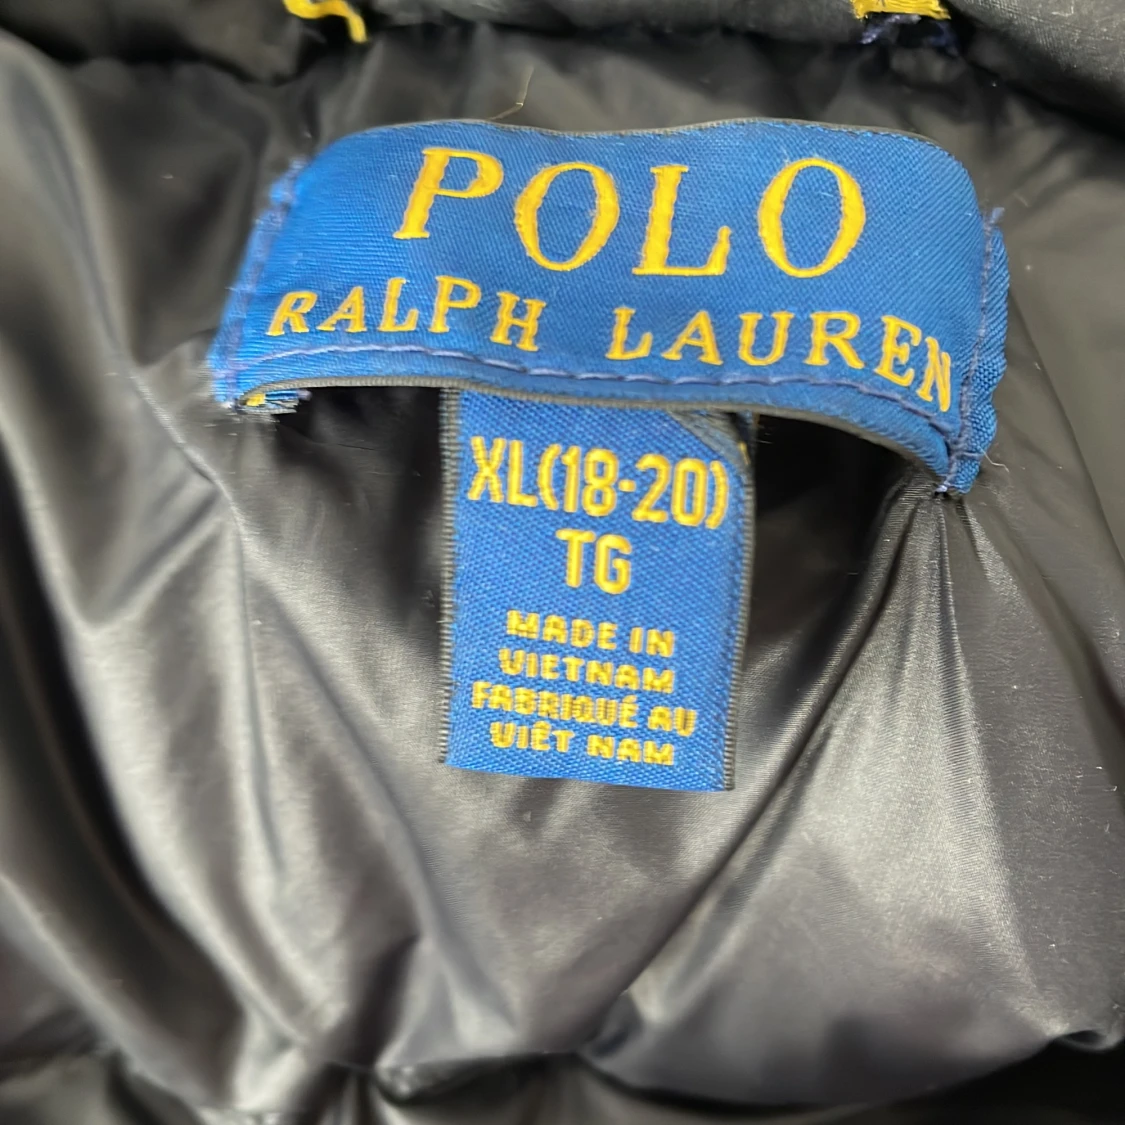 POLO
RALPH LAUREN
XL(18-20)
TG
MADE IN
VIETNAM
FABRIQUÉ AU
VIÊT NAM